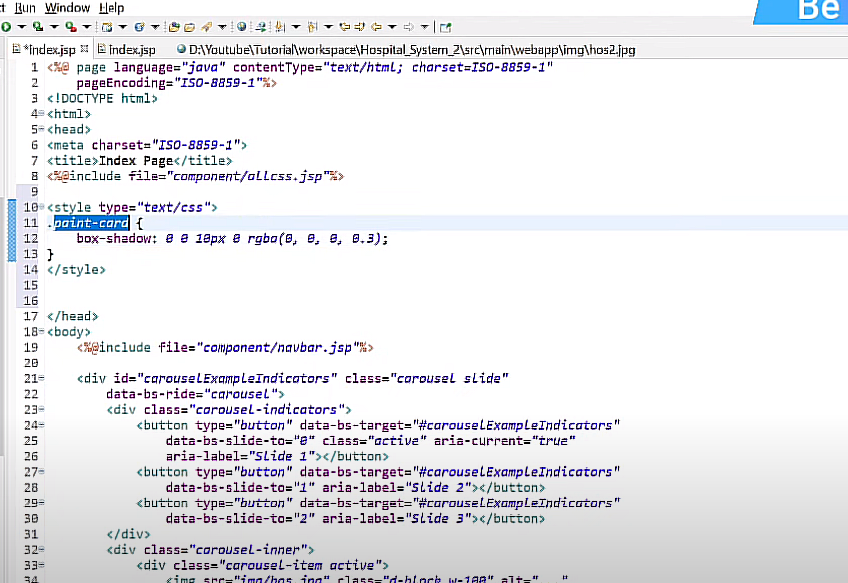 Run Window Help
Be
*Index.jsp Index.jsp D:\Youtube\Tutorial\workspace\Hospital_System_2\src\main\webapp\img\hos2.jpg
1 <%@ page language="java" contentType="text/html; charset=ISO-8859-1"
2 pageEncoding="ISO-8859-1"%>
3 <!DOCTYPE html>
4 <html>
5 <head>
6 <meta charset="ISO-8859-1">
7 <title>Index Page</title>
8 <%@include file="component/allcss.jsp"%>
9
10 <style type="text/css">
11 .paint-card {
12 box-shadow: 0 0 10px 0 rgba(0, 0, 0, 0.3);
13 }
14 </style>
15
16
17 </head>
18 <body>
19 <%@include file="component/navbar.jsp"%>
20
21 <div id="carouselExampleIndicators" class="carousel slide"
22 data-bs-ride="carousel">
23 <div class="carousel-indicators">
24 <button type="button" data-bs-target="#carouselExampleIndicators"
25 data-bs-slide-to="0" class="active" aria-current="true"
26 aria-label="Slide 1"></button>
27 <button type="button" data-bs-target="#carouselExampleIndicators"
28 data-bs-slide-to="1" aria-label="Slide 2"></button>
29 <button type="button" data-bs-target="#carouselExampleIndicators"
30 data-bs-slide-to="2" aria-label="Slide 3"></button>
31 </div>
32 <div class="carousel-inner">
33 <div class="carousel-item active">
34 <img src="img/hos.jpg" class="d-block w-100" alt="..."